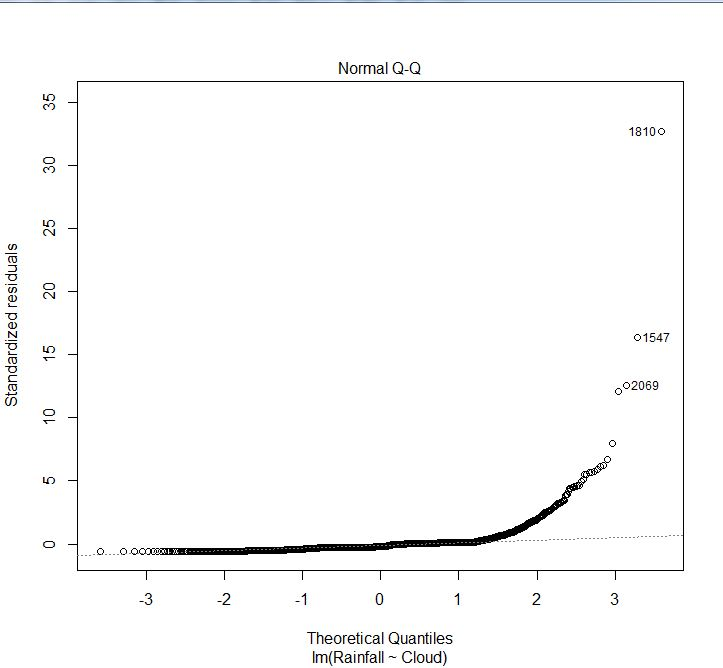 Normal Q-Q
35
30
25
20
15
10
5
0
Standardized residuals
1810
1547
2069
-3 -2 -1 0 1 2 3
Theoretical Quantiles
lm(Rainfall ~ Cloud)